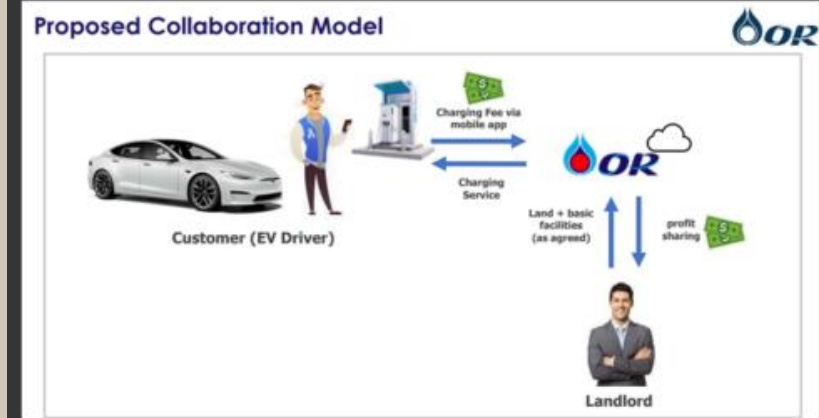 Proposed Collaboration Model
OR
Charging Fee via
mobile app
OR
Charging
Service
Customer (EV Driver)
Land + basic
facilities
(as agreed)
profit
sharing
Landlord